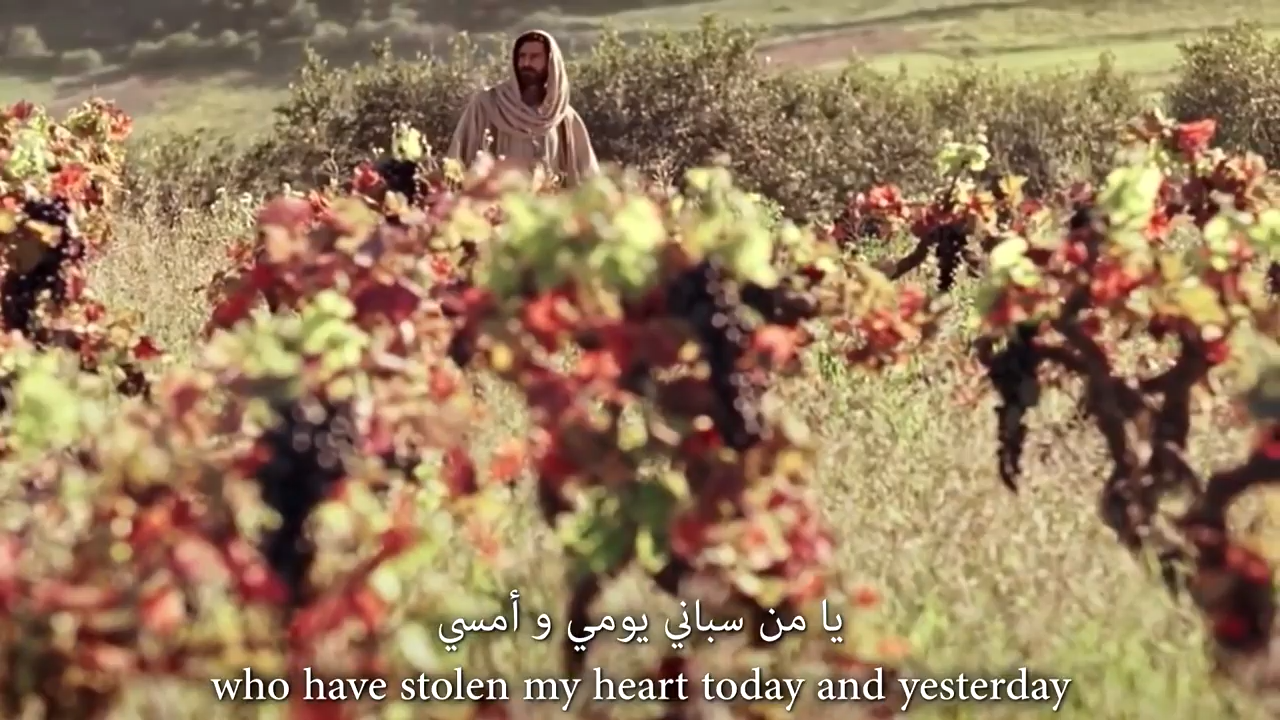 يا من سباني يومي و أمسي
who have stolen my heart today and yesterday